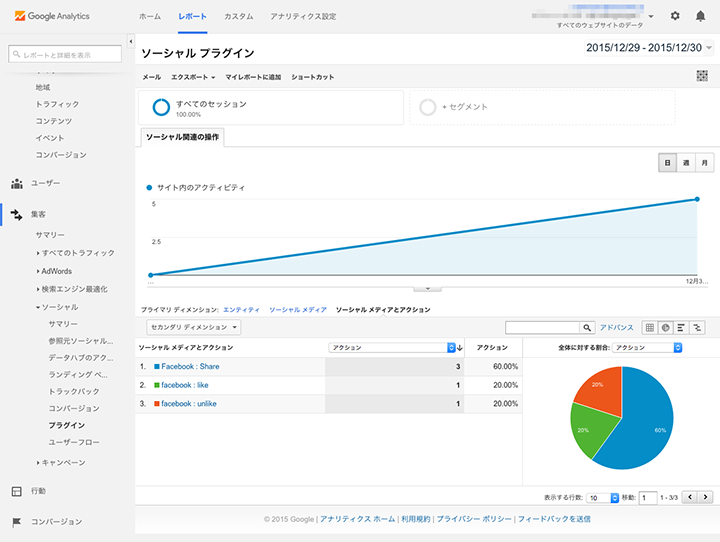 Google Analytics
ホーム レポート カスタム アナリティクス設定
すべてのウェブサイトのデータ
レポートと詳細を表示
地域
トラフィック
コンテンツ
イベント
コンバージョン
ユーザー
集客
サマリー
すべてのトラフィック
AdWords
検索エンジン最適化
ソーシャル
サマリー
参照元ソーシャル...
データハブのアク...
ランディング ペ...
トラックバック
コンバージョン
プラグイン
ユーザーフロー
キャンペーン
行動
コンバージョン
ソーシャル プラグイン
2015/12/29 - 2015/12/30
メール エクスポート マイレポートに追加 ショートカット
すべてのセッション
100.00%
+ セグメント
ソーシャル関連の操作
日 週 月
サイト内のアクティビティ
5
2.5
...
12月3...
プライマリ ディメンション: エンティティ ソーシャル メディア ソーシャル メディアとアクション
セカンダリ ディメンション
アドバンス
ソーシャル メディアとアクション アクション アクション 全体に対する割合: アクション
1. Facebook : Share 3 60.00%
2. facebook : like 1 20.00%
3. facebook : unlike 1 20.00%
20%
20%
60%
表示する行数: 10 移動: 1 1 - 3/3
© 2015 Google | アナリティクス ホーム | 利用規約 | プライバシー ポリシー | フィードバックを送信